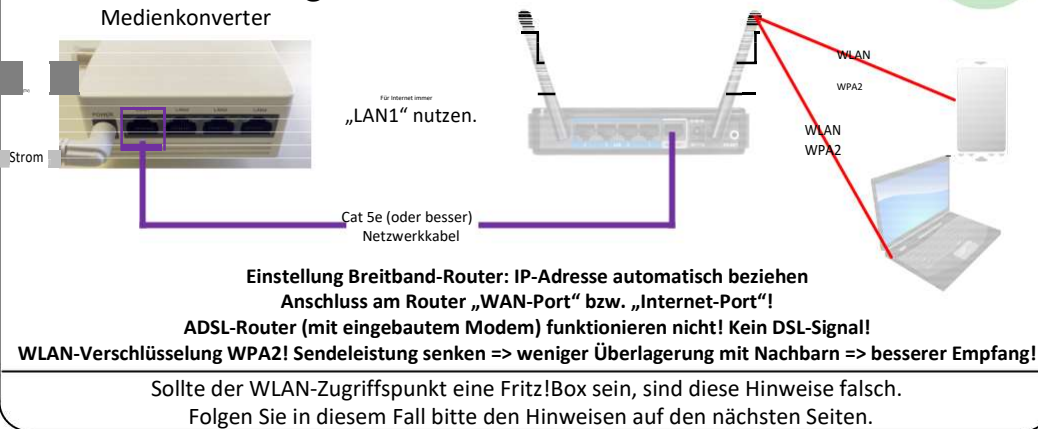 Medienkonverter
POWER
Strom
Für Internet immer
„LAN1“ nutzen.
WLAN
WPA2
WLAN
WPA2
Cat 5e (oder besser)
Netzwerkkabel
Einstellung Breitband-Router: IP-Adresse automatisch beziehen
Anschluss am Router „WAN-Port“ bzw. „Internet-Port“!
ADSL-Router (mit eingebautem Modem) funktionieren nicht! Kein DSL-Signal!
WLAN-Verschlüsselung WPA2! Sendeleistung senken => weniger Überlagerung mit Nachbarn => besserer Empfang!
Sollte der WLAN-Zugriffspunkt eine Fritz!Box sein, sind diese Hinweise falsch.
Folgen Sie in diesem Fall bitte den Hinweisen auf den nächsten Seiten.